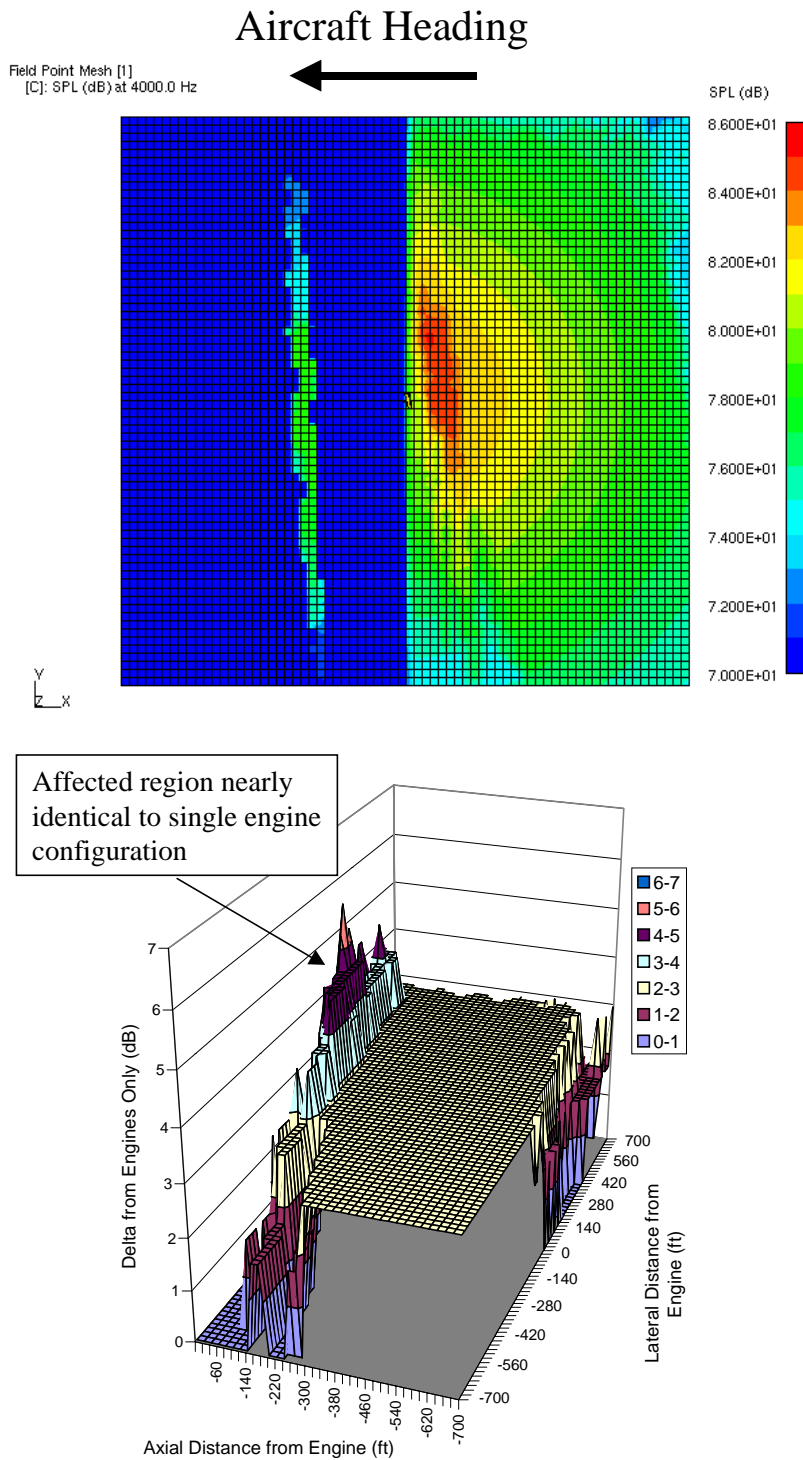 Aircraft Heading
Field Point Mesh [1]
[C]: SPL (dB) at 4000.0 Hz
SPL (dB)
8.600E+01
8.400E+01
8.200E+01
8.000E+01
7.800E+01
7.600E+01
7.400E+01
7.200E+01
7.000E+01
Y
Z X
Affected region nearly
identical to single engine
configuration
6-7
5-6
4-5
3-4
2-3
1-2
0-1
7
6
5
4
3
2
1
0
Delta from Engines Only (dB)
-60
-140
-220
-300
-380
-460
-540
-620
-700
Axial Distance from Engine (ft)
700
560
420
280
140
0
-140
-280
-420
-560
-700
Lateral Distance from
Engine (ft)